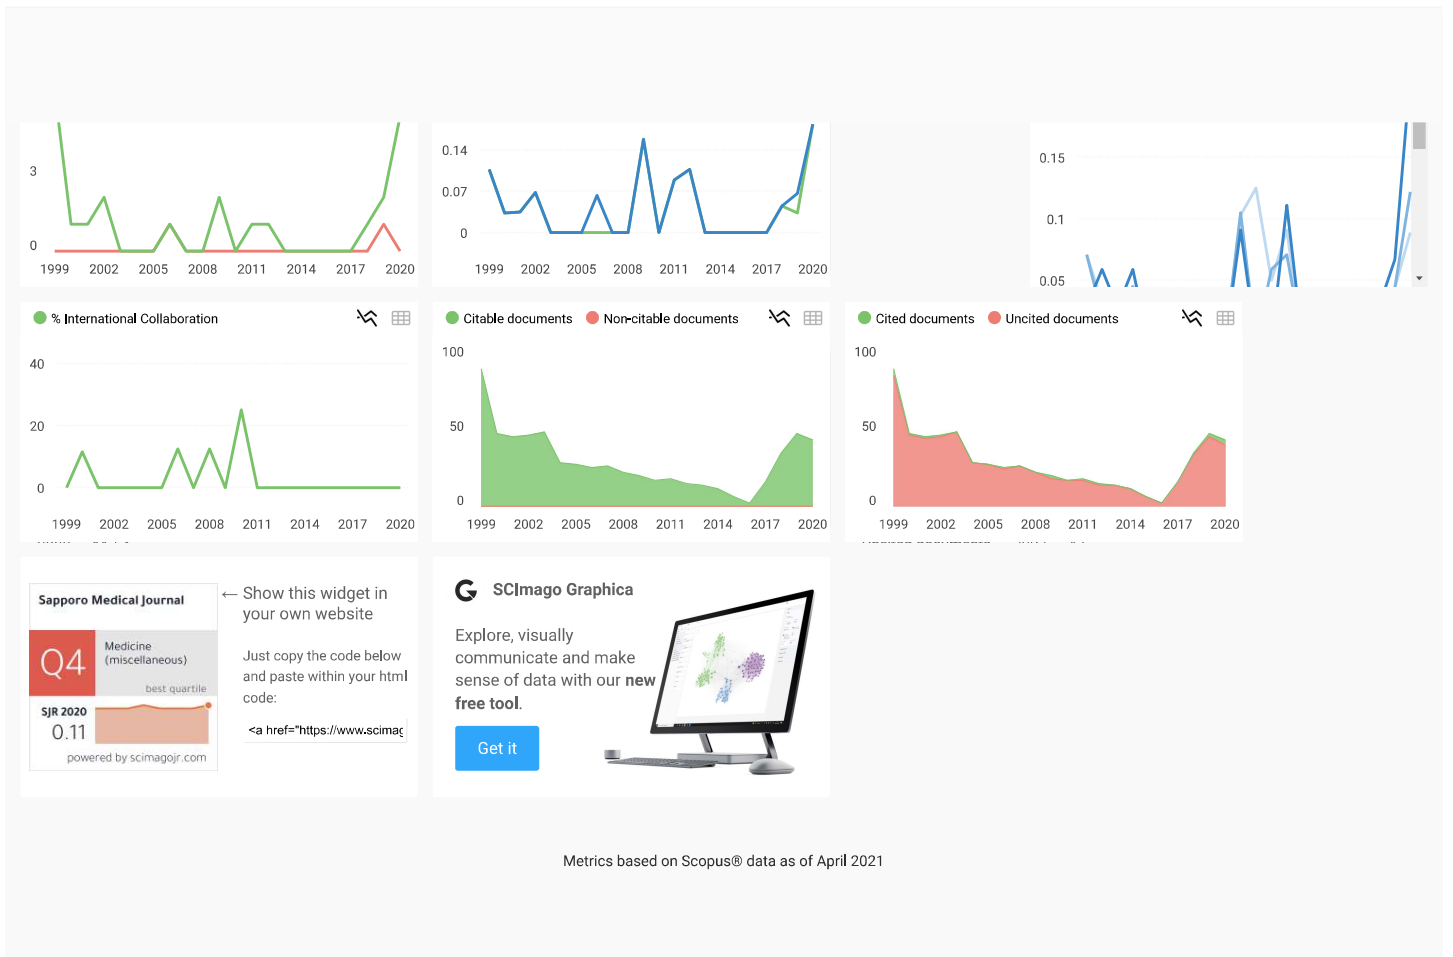 3
0
1999 2002 2005 2008 2011 2014 2017 2020
0.14
0.07
0
1999 2002 2005 2008 2011 2014 2017 2020
0.15
0.1
0.05
% International Collaboration
40
20
0
1999 2002 2005 2008 2011 2014 2017 2020
Citable documents Non-citable documents
100
50
0
1999 2002 2005 2008 2011 2014 2017 2020
Cited documents Uncited documents
100
50
0
1999 2002 2005 2008 2011 2014 2017 2020
Sapporo Medical Journal
Q4
Medicine
(miscellaneous)
best quartile
SJR 2020
0.11
powered by scimagojr.com
← Show this widget in
your own website
Just copy the code below
and paste within your html
code:
<a href="https://www.scimag
SCImago Graphica
Explore, visually
communicate and make
sense of data with our new
free tool.
Get it
Metrics based on Scopus® data as of April 2021